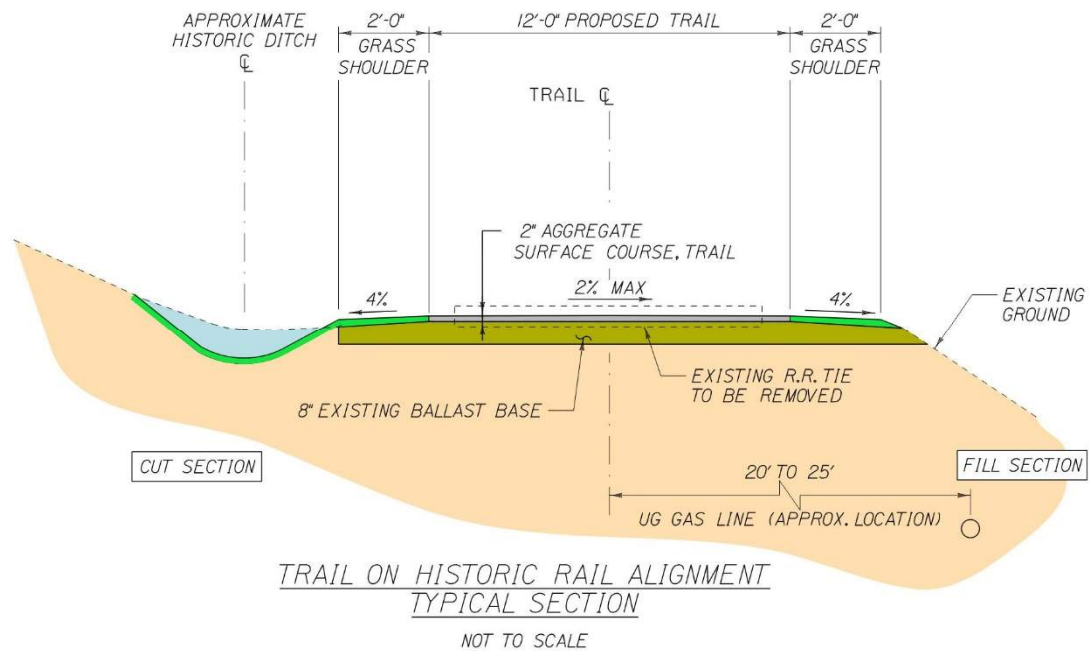 APPROXIMATE
HISTORIC DITCH
℄
2'-0"
GRASS
SHOULDER
12'-0" PROPOSED TRAIL
2'-0"
GRASS
SHOULDER
TRAIL ℄
2" AGGREGATE
SURFACE COURSE, TRAIL
4%
2% MAX
4%
EXISTING
GROUND
8" EXISTING BALLAST BASE
EXISTING R.R. TIE
TO BE REMOVED
CUT SECTION
FILL SECTION
20' TO 25'
UG GAS LINE (APPROX. LOCATION)
TRAIL ON HISTORIC RAIL ALIGNMENT
TYPICAL SECTION
NOT TO SCALE